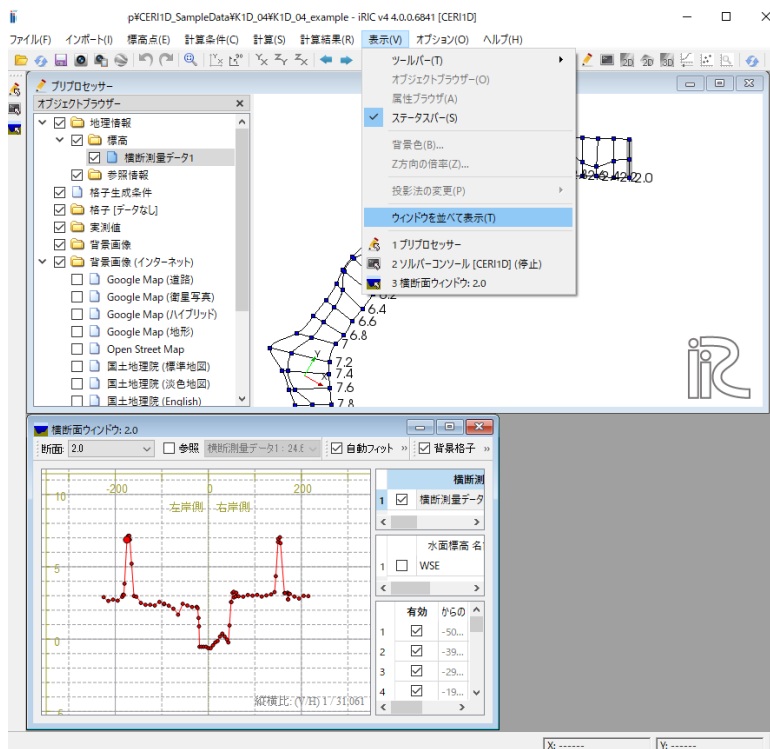 p¥CERI1D_SampleData¥K1D_04¥K1D_04_example - iRIC v4 4.0.0.6841 [CERI1D]
ファイル(F) インポート(I) 標高点(E) 計算条件(C) 計算(S) 計算結果(R) 表示(V) オプション(O) ヘルプ(H)
ツールバー(T)
オブジェクトブラウザー(O)
属性ブラウザ(A)
ステータスバー(S)
背景色(B)...
Z方向の倍率(Z)...
投影法の変更(P)
ウィンドウを並べて表示(T)
1 プリプロセッサー
2 ソルバーコンソール [CERI1D] (停止)
3 横断面ウィンドウ: 2.0
プリプロセッサー
オブジェクトブラウザー
地理情報
標高
横断測量データ1
参照情報
格子生成条件
格子 [データなし]
実測値
背景画像
背景画像 (インターネット)
Google Map (道路)
Google Map (衛星写真)
Google Map (ハイブリッド)
Google Map (地形)
Open Street Map
国土地理院 (標準地図)
国土地理院 (淡色地図)
国土地理院 (English)
2.0
6.4
6.6
6.8
7
7.2
7.4
7.6
7.8
Y
X
iRIC
横断面ウィンドウ: 2.0
断面: 2.0 参照 横断測量データ1 : 24.6 自動フィット » 背景格子 »
-200 0 200
左岸側 右岸側
10
5
0
縦横比: (V/H) 1 / 31.061
横断測
1 横断測量データ
水面標高 名
1 WSE
有効 からの
1 -50...
2 -39...
3 -29...
4 -19...
X: ------ Y: ------